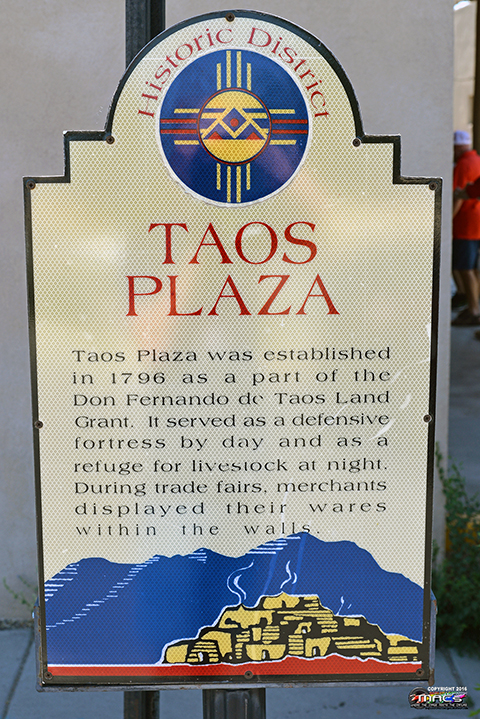 Historic District
TAOS
PLAZA
Taos Plaza was established
in 1796 as a part of the
Don Fernando de Taos Land
Grant. It served as a defensive
fortress by day and as a
refuge for livestock at night.
During trade fairs, merchants
displayed their wares
within the walls.
COPYRIGHT 2016